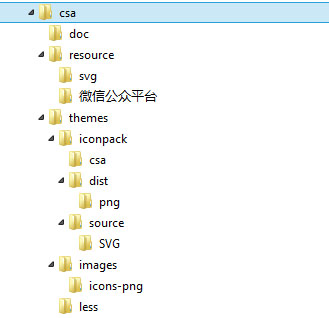 csa
doc
resource
svg
微信公众平台
themes
iconpack
csa
dist
png
source
SVG
images
icons-png
less